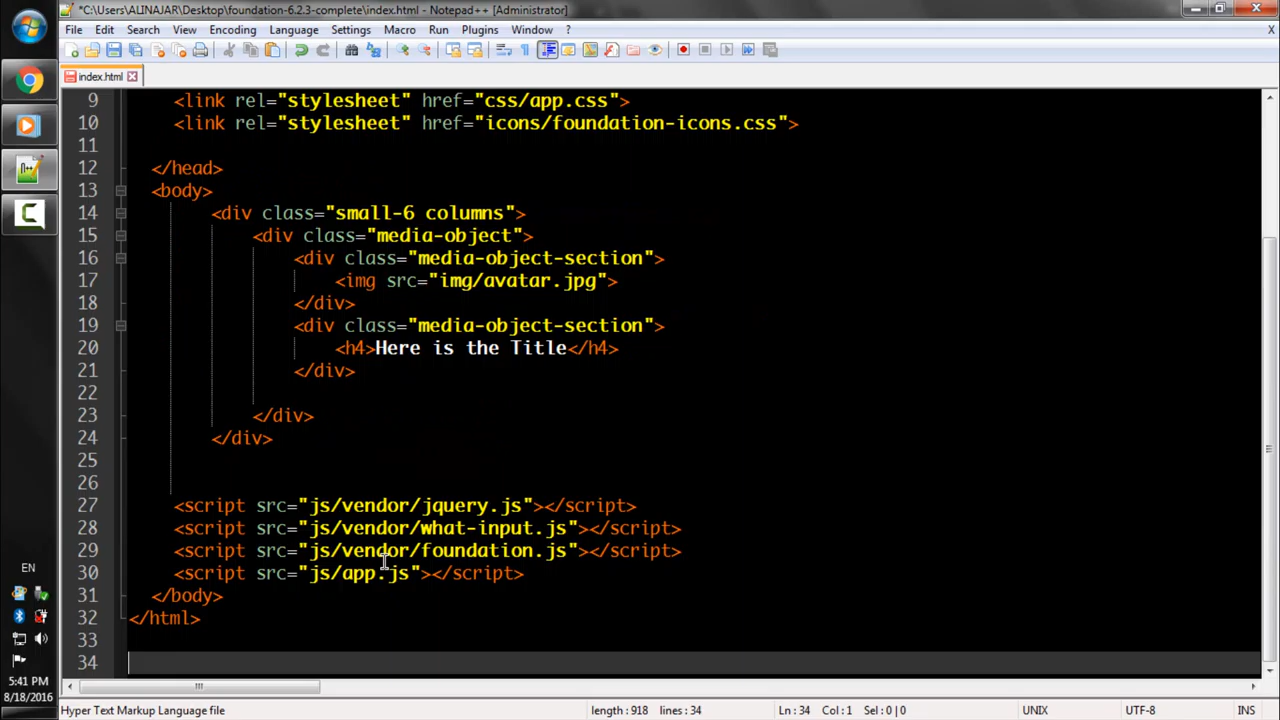 *C:\Users\ALINAJAR\Desktop\foundation-6.2.3-complete\index.html - Notepad++ [Administrator]
File Edit Search View Encoding Language Settings Macro Run Plugins Window ? X
index.html
9 <link rel="stylesheet" href="css/app.css">
10 <link rel="stylesheet" href="icons/foundation-icons.css">
11
12 </head>
13 <body>
14 <div class="small-6 columns">
15 <div class="media-object">
16 <div class="media-object-section">
17 <img src="img/avatar.jpg">
18 </div>
19 <div class="media-object-section">
20 <h4>Here is the Title</h4>
21 </div>
22
23 </div>
24 </div>
25
26
27 <script src="js/vendor/jquery.js"></script>
28 <script src="js/vendor/what-input.js"></script>
29 <script src="js/vendor/foundation.js"></script>
30 <script src="js/app.js"></script>
31 </body>
32 </html>
33
34
EN
5:41 PM
8/18/2016
Hyper Text Markup Language file length : 918 lines : 34 Ln : 34 Col : 1 Sel : 0 | 0 UNIX UTF-8 INS